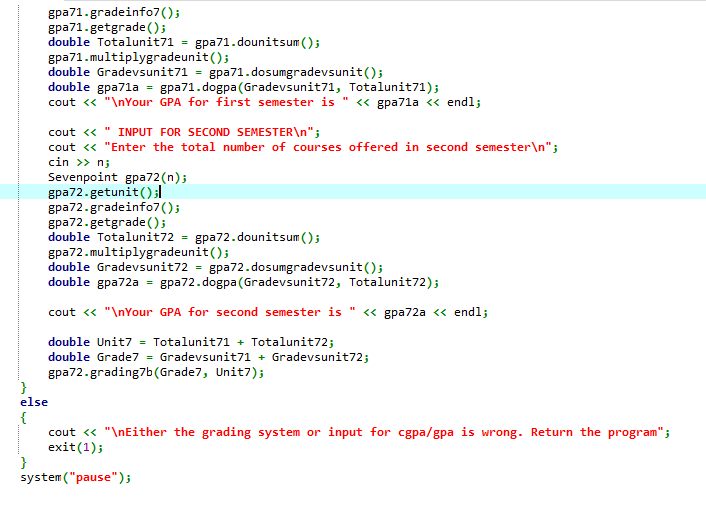 gpa71.gradeinfo7();
gpa71.getgrade();
double Totalunit71 = gpa71.dounitsum();
gpa71.multiplygradeunit();
double Gradevsunit71 = gpa71.dosumgradevsunit();
double gpa71a = gpa71.dogpa(Gradevsunit71, Totalunit71);
cout << "\nYour GPA for first semester is " << gpa71a << endl;
cout << " INPUT FOR SECOND SEMESTER\n";
cout << "Enter the total number of courses offered in second semester\n";
cin >> n;
Sevenpoint gpa72(n);
gpa72.getunit();
gpa72.gradeinfo7();
gpa72.getgrade();
double Totalunit72 = gpa72.dounitsum();
gpa72.multiplygradeunit();
double Gradevsunit72 = gpa72.dosumgradevsunit();
double gpa72a = gpa72.dogpa(Gradevsunit72, Totalunit72);
cout << "\nYour GPA for second semester is " << gpa72a << endl;
double Unit7 = Totalunit71 + Totalunit72;
double Grade7 = Gradevsunit71 + Gradevsunit72;
gpa72.grading7b(Grade7, Unit7);
}
else
{
cout << "\nEither the grading system or input for cgpa/gpa is wrong. Return the program";
exit(1);
}
system("pause");